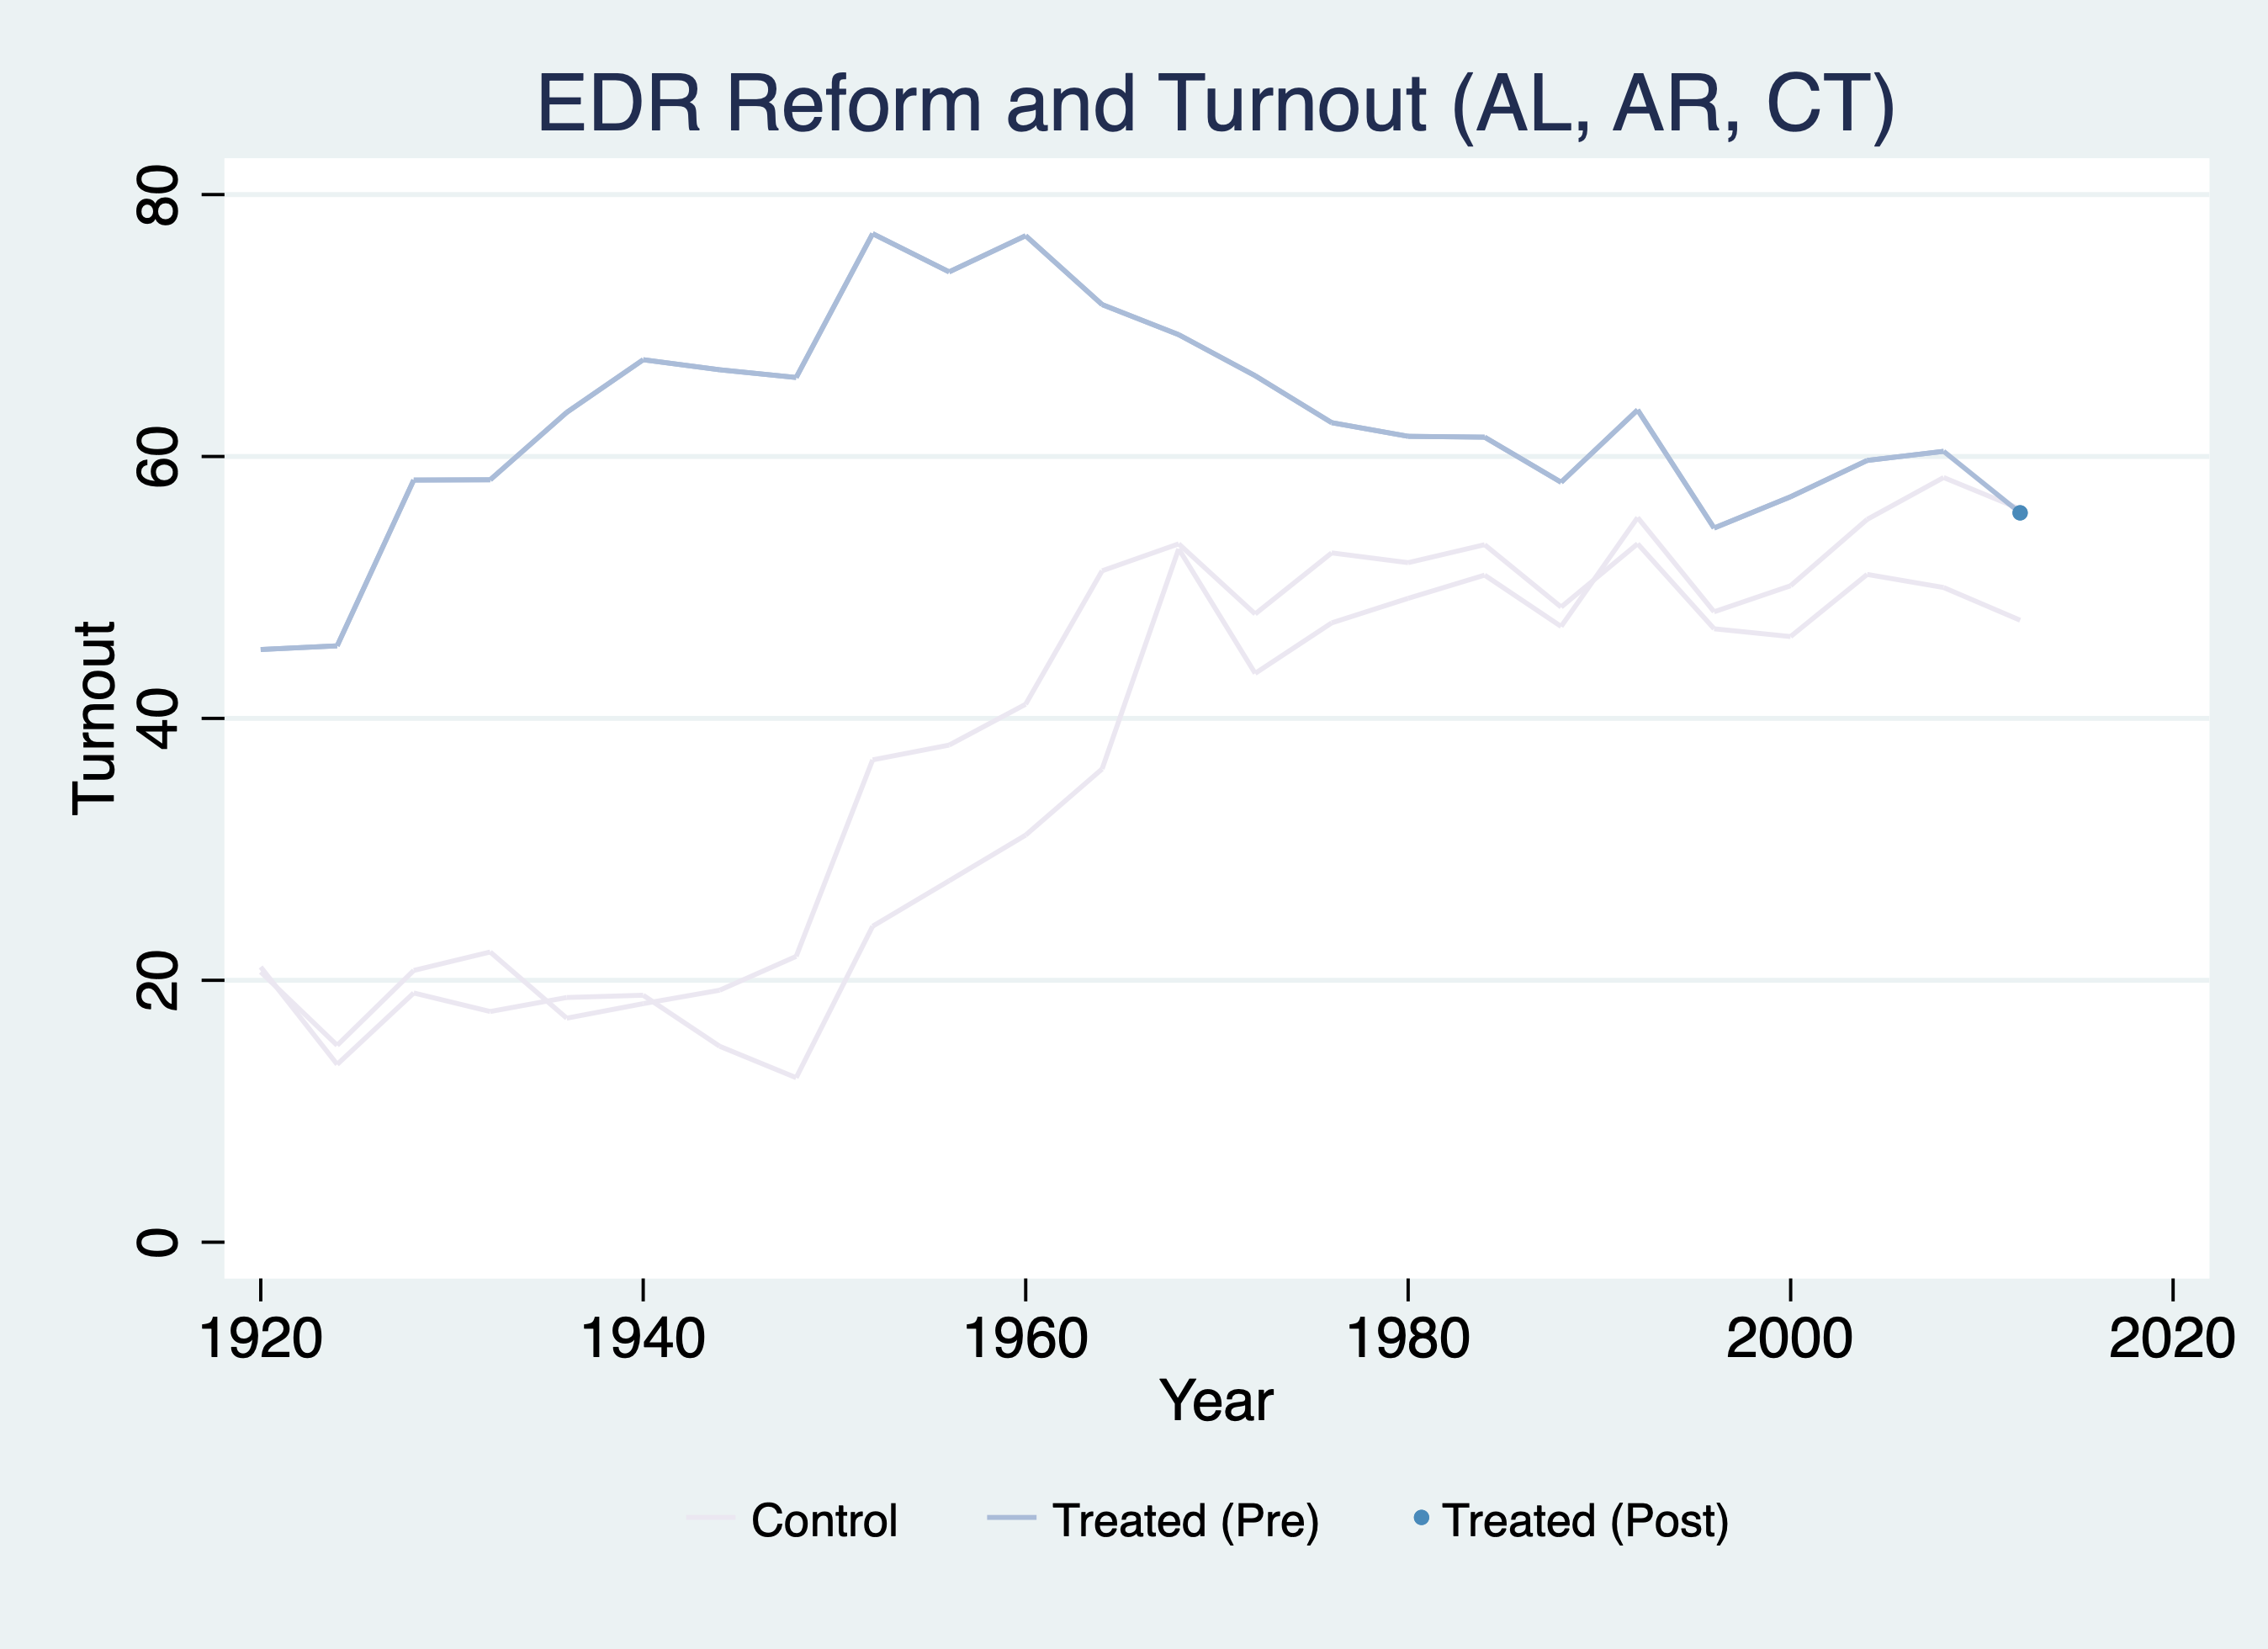 EDR Reform and Turnout (AL, AR, CT)
Turnout
80
60
40
20
0
1920 1940 1960 1980 2000 2020
Year
Control Treated (Pre) Treated (Post)